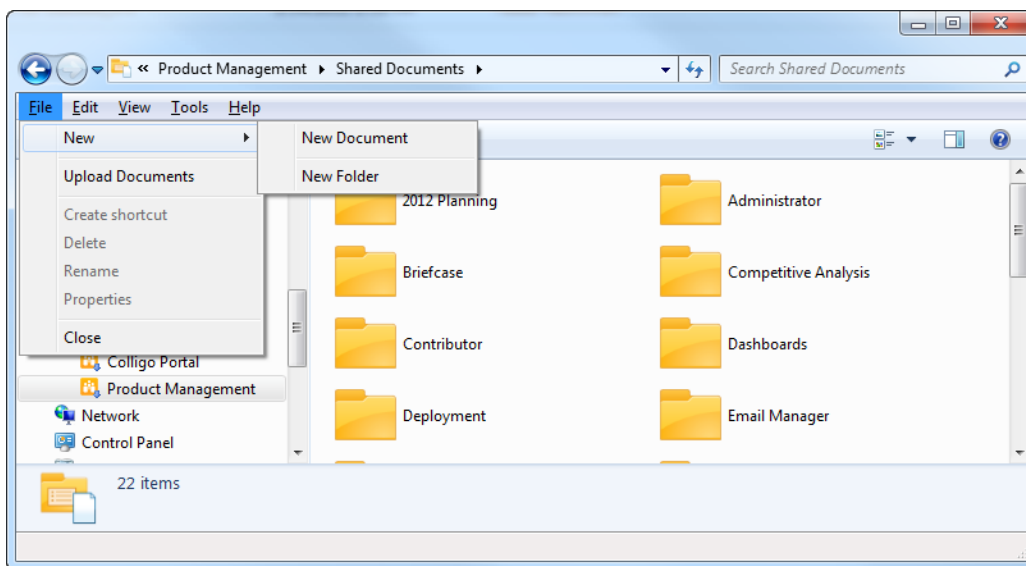 « Product Management ▸ Shared Documents ▸
Search Shared Documents
File Edit View Tools Help
New
New Document
New Folder
Upload Documents
Create shortcut
Delete
Rename
Properties
Close
Colligo Portal
Product Management
Network
Control Panel
2012 Planning
Administrator
Briefcase
Competitive Analysis
Contributor
Dashboards
Deployment
Email Manager
22 items